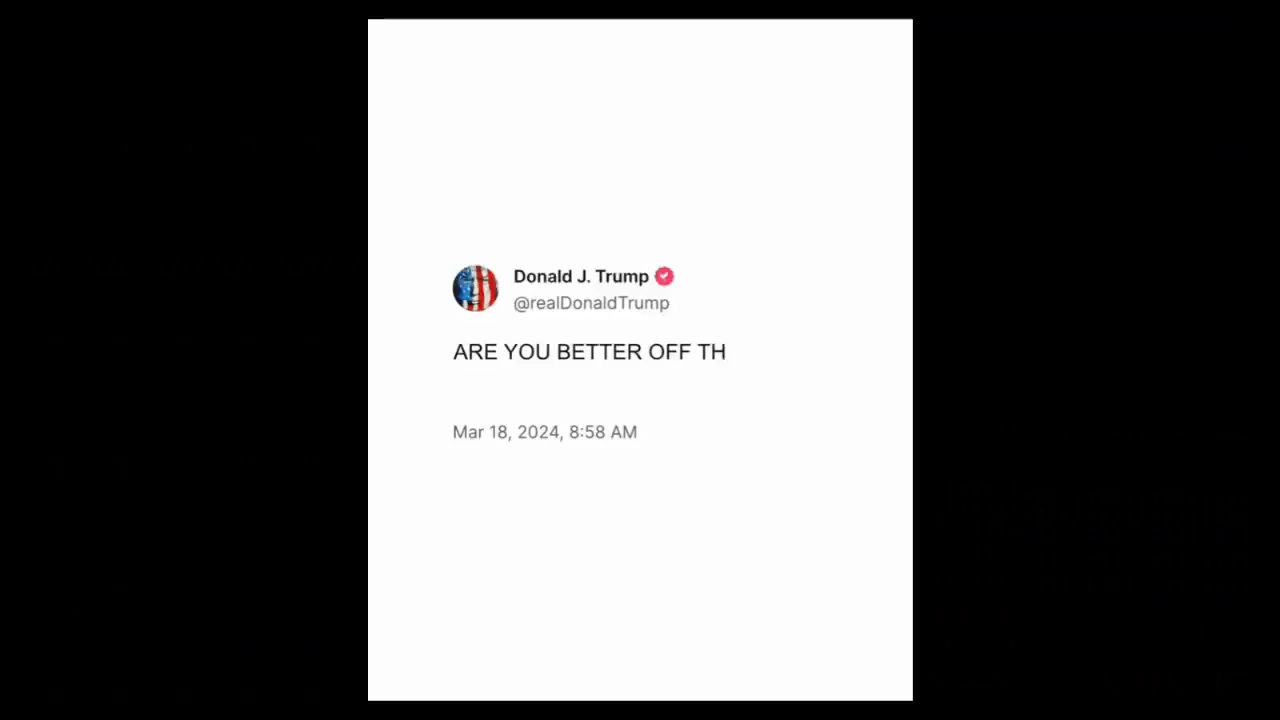 Donald J. Trump
@realDonaldTrump
ARE YOU BETTER OFF TH
Mar 18, 2024, 8:58 AM